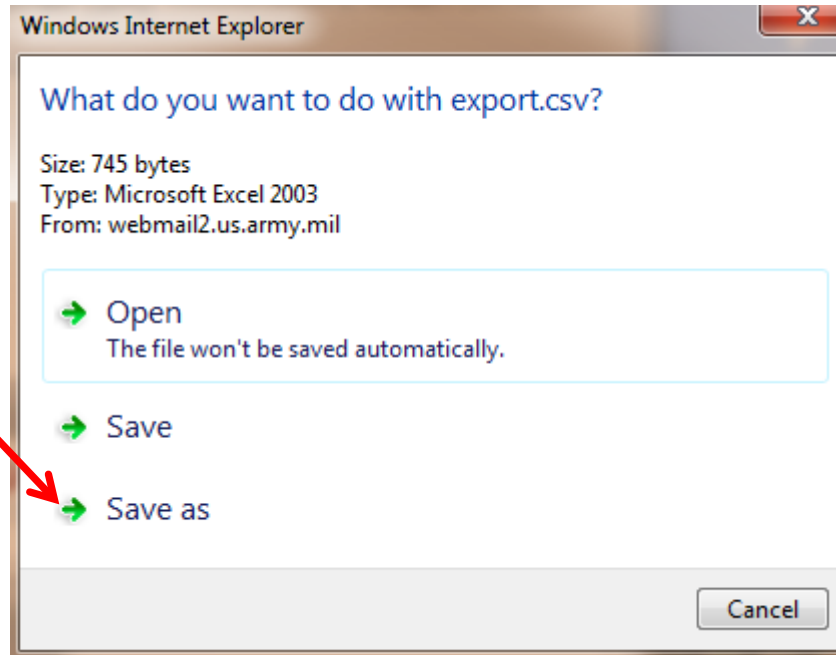 Windows Internet Explorer
What do you want to do with export.csv?
Size: 745 bytes
Type: Microsoft Excel 2003
From: webmail2.us.army.mil
Open
The file won't be saved automatically.
Save
Save as
Cancel